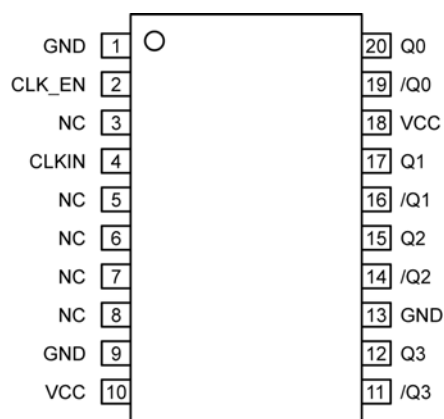 GND 1 20 Q0
CLK_EN 2 19 /Q0
NC 3 18 VCC
CLKIN 4 17 Q1
NC 5 16 /Q1
NC 6 15 Q2
NC 7 14 /Q2
NC 8 13 GND
GND 9 12 Q3
VCC 10 11 /Q3